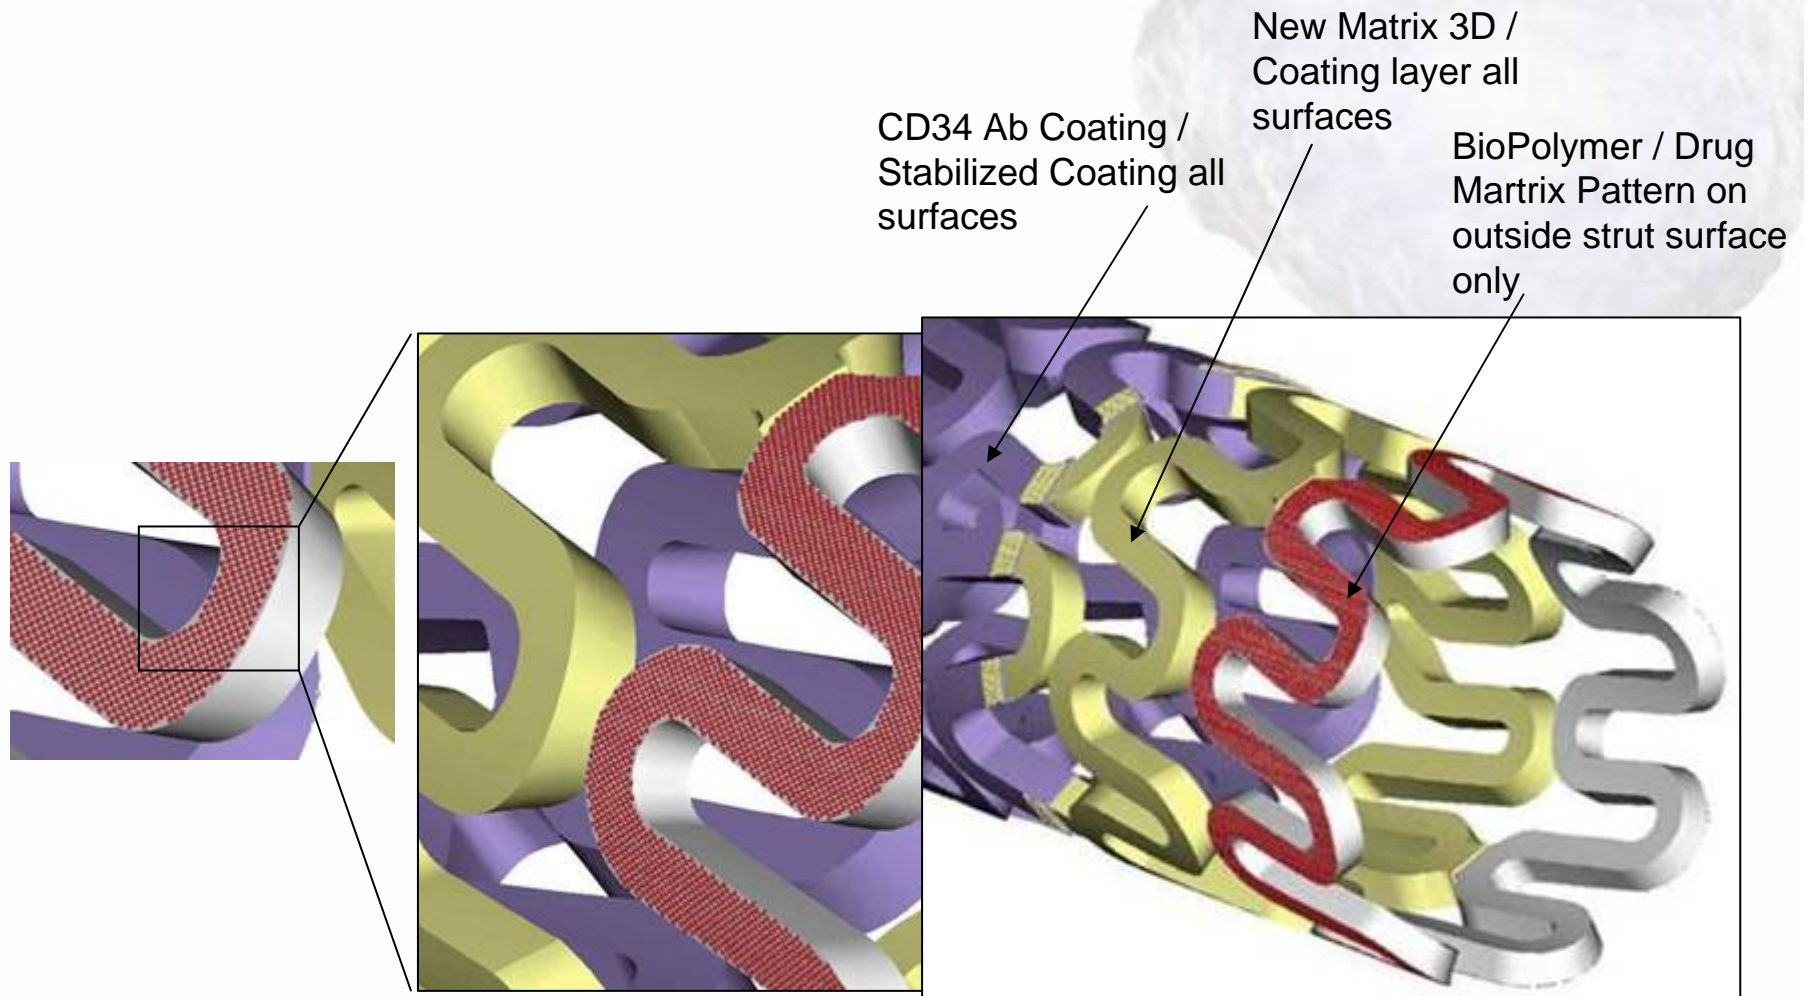 New Matrix 3D /
Coating layer all
surfaces
CD34 Ab Coating /
Stabilized Coating all
surfaces
BioPolymer / Drug
Martrix Pattern on
outside strut surface
only